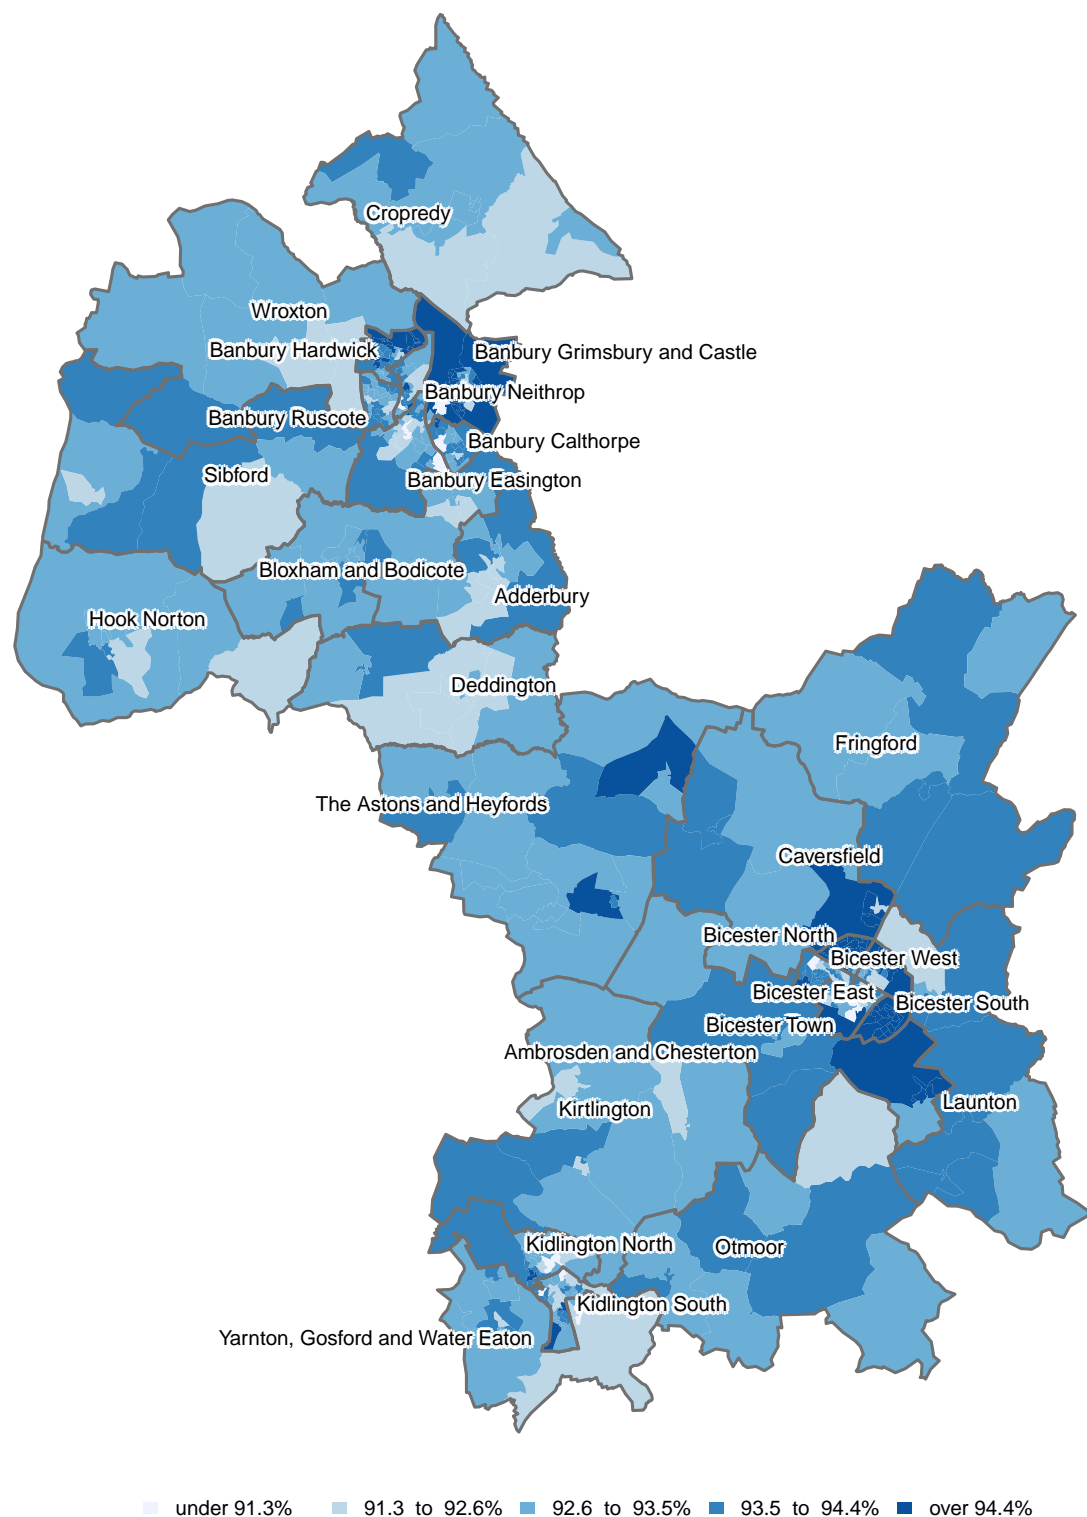 Cropredy
Wroxton
Banbury Hardwick
Banbury Grimsbury and Castle
Banbury Neithrop
Banbury Ruscote
Banbury Calthorpe
Sibford
Banbury Easington
Bloxham and Bodicote
Adderbury
Hook Norton
Deddington
Fringford
The Astons and Heyfords
Caversfield
Bicester North
Bicester West
Bicester East
Bicester South
Bicester Town
Ambrosden and Chesterton
Launton
Kirtlington
Kidlington North
Otmoor
Kidlington South
Yarnton, Gosford and Water Eaton
under 91.3% 91.3 to 92.6% 92.6 to 93.5% 93.5 to 94.4% over 94.4%